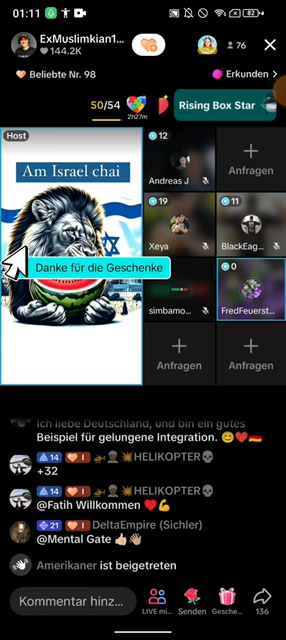 01:11
82
ExMuslimkian1...
144.2K
76
Beliebte Nr. 98
Erkunden >
50/54
2h27m
Rising Box Star
Host
Am Israel chai
Danke für die Geschenke
12
Andreas J
Anfragen
19
Xeya
11
BlackEag...
simbamo...
0
FredFeuerst...
Anfragen
Anfragen
Ich liebe Deutschland, und bin ein gutes
Beispiel für gelungene Integration. 😊❤️🇩🇪
14 I HELIKOPTER
+32
14 I HELIKOPTER
@Fatih Willkommen ❤️💪
21 I DeltaEmpire (Sichler)
@Mental Gate 👍🏼👋🏼
Amerikaner ist beigetreten
Kommentar hinz...
LIVE mi...
Senden
Gesche...
136